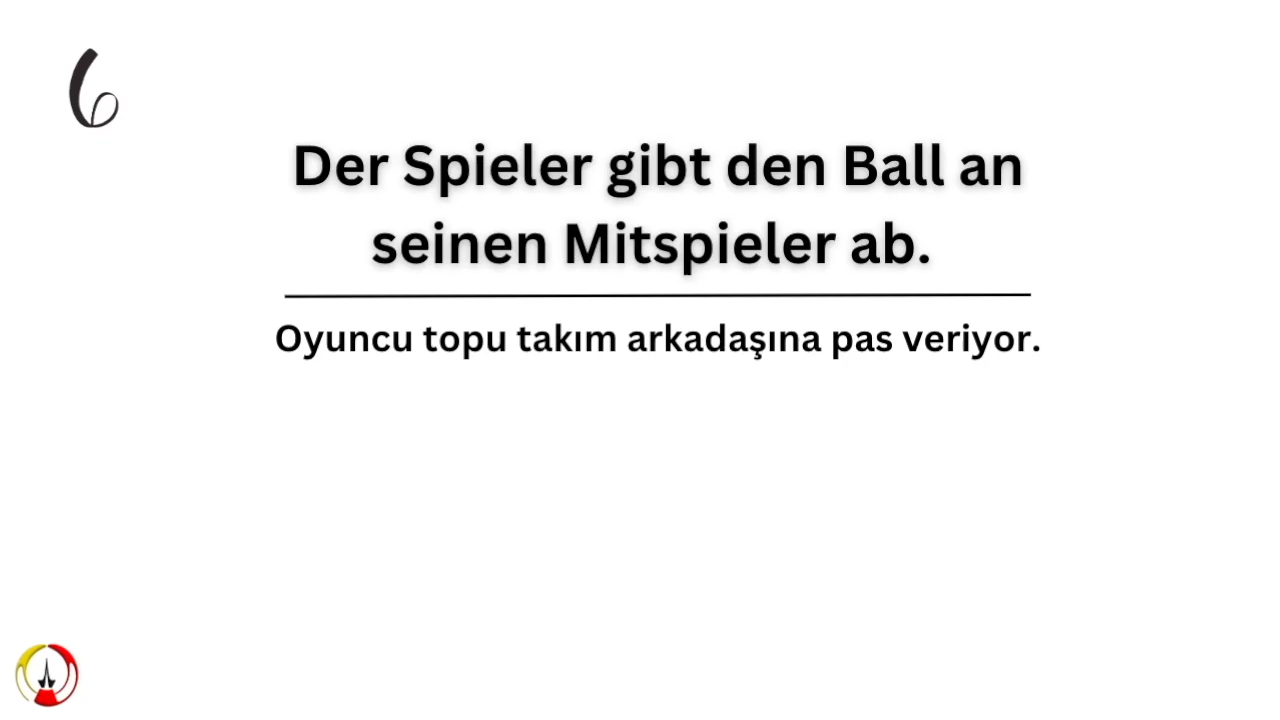 6
Der Spieler gibt den Ball an
seinen Mitspieler ab.
Oyuncu topu takım arkadaşına pas veriyor.